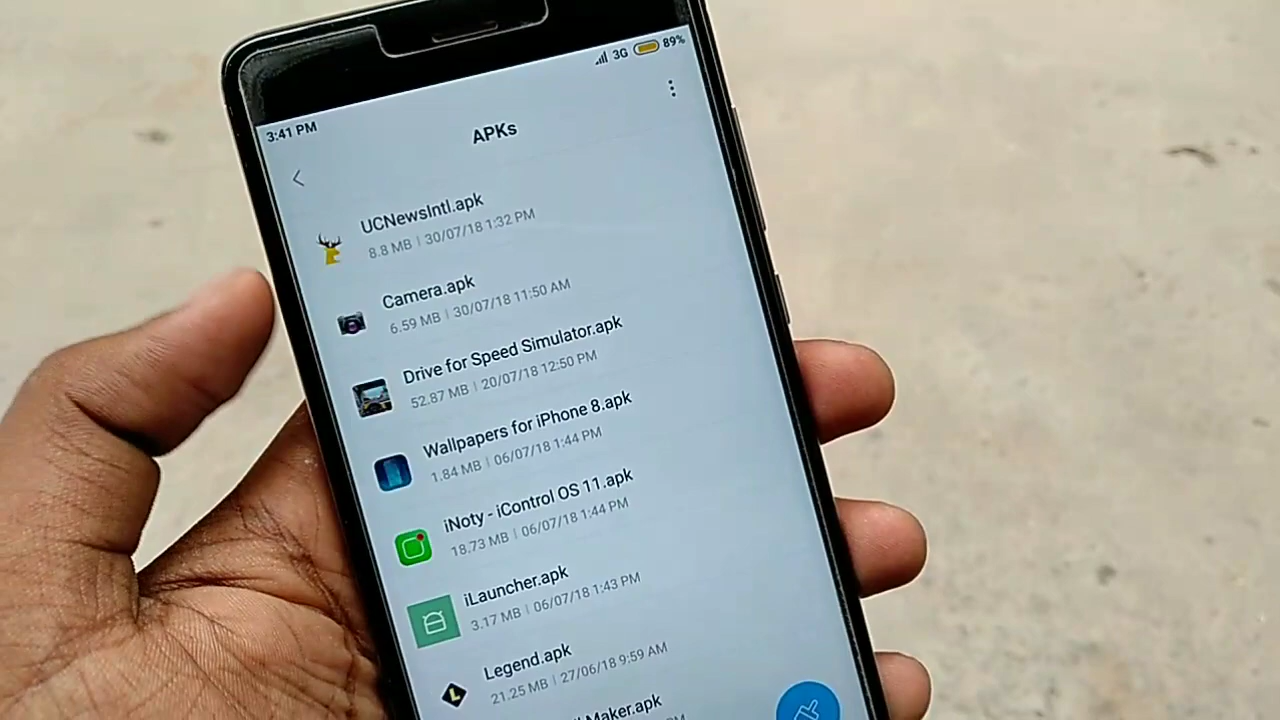 3:41 PM
3G 89%
APKs
UCNewsIntl.apk
8.8 MB | 30/07/18 1:32 PM
Camera.apk
6.59 MB | 30/07/18 11:50 AM
Drive for Speed Simulator.apk
52.87 MB | 20/07/18 12:50 PM
Wallpapers for iPhone 8.apk
1.84 MB | 06/07/18 1:44 PM
iNoty - iControl OS 11.apk
18.73 MB | 06/07/18 1:44 PM
iLauncher.apk
3.17 MB | 06/07/18 1:43 PM
Legend.apk
L
21.25 MB | 27/06/18 9:59 AM
Maker.apk